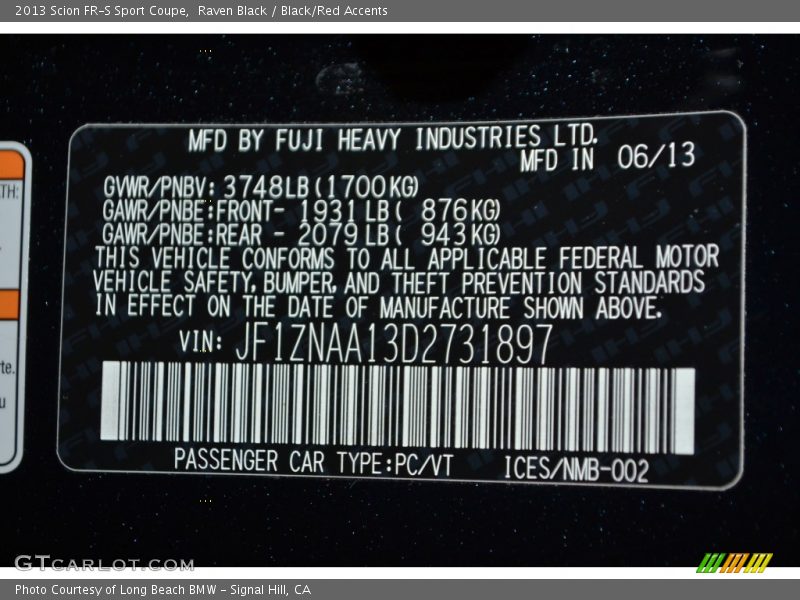 2013 Scion FR-S Sport Coupe, Raven Black / Black/Red Accents
MFD BY FUJI HEAVY INDUSTRIES LTD.
MFD IN 06/13
GVWR/PNBV: 3748LB(1700KG)
GAWR/PNBE:FRONT- 1931LB( 876KG)
GAWR/PNBE:REAR - 2079LB( 943KG)
THIS VEHICLE CONFORMS TO ALL APPLICABLE FEDERAL MOTOR
VEHICLE SAFETY, BUMPER, AND THEFT PREVENTION STANDARDS
IN EFFECT ON THE DATE OF MANUFACTURE SHOWN ABOVE.
VIN: JF1ZNAA13D2731897
PASSENGER CAR TYPE:PC/VT ICES/NMB-002
TH:
rte.
u
GTCARLOT.COM
Photo Courtesy of Long Beach BMW - Signal Hill, CA